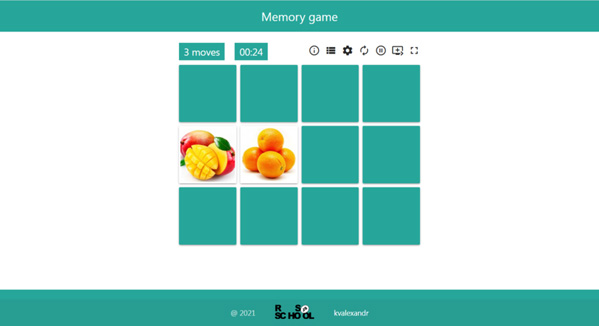 Memory game
3 moves 00:24
@ 2021
RS
SCHOOL
kvalexandr